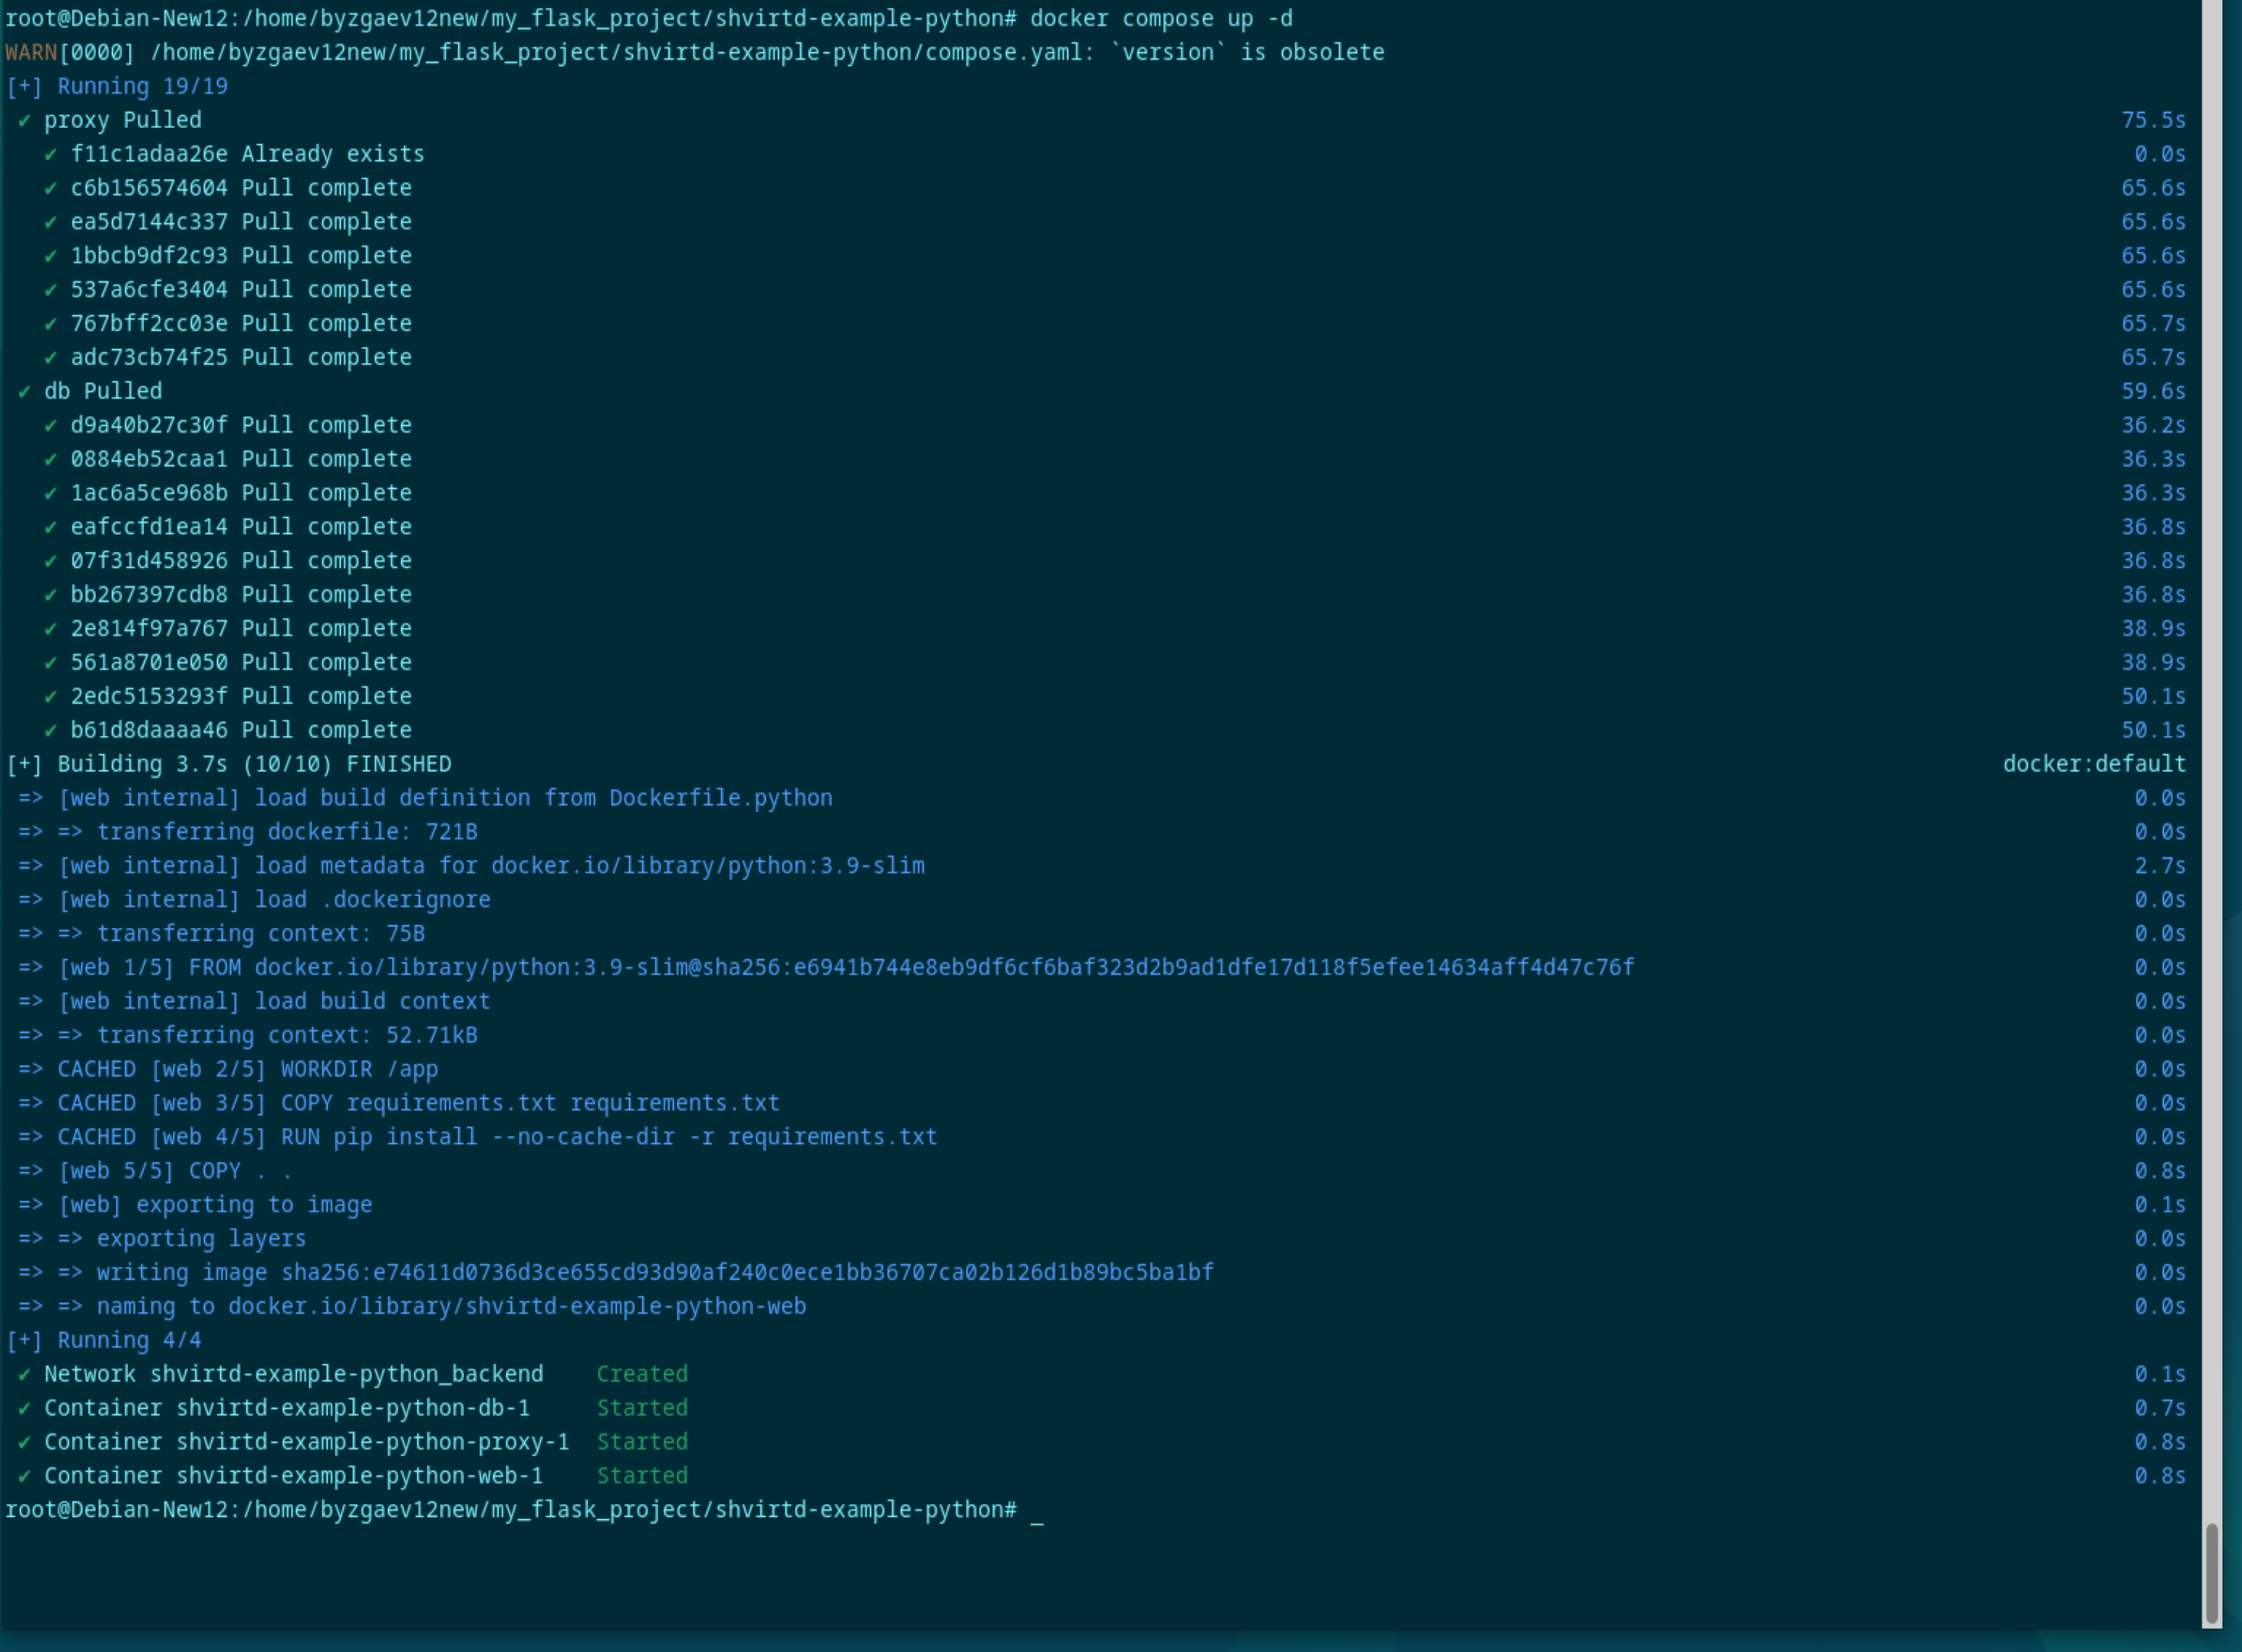 root@Debian-New12:/home/byzgaev12new/my_flask_project/shvirtd-example-python# docker compose up -d
WARN[0000] /home/byzgaev12new/my_flask_project/shvirtd-example-python/compose.yaml: `version` is obsolete
[+] Running 19/19
✔ proxy Pulled 75.5s
✔ f11c1adaa26e Already exists 0.0s
✔ c6b156574604 Pull complete 65.6s
✔ ea5d7144c337 Pull complete 65.6s
✔ 1bbcb9df2c93 Pull complete 65.6s
✔ 537a6cfe3404 Pull complete 65.6s
✔ 767bff2cc03e Pull complete 65.7s
✔ adc73cb74f25 Pull complete 65.7s
✔ db Pulled 59.6s
✔ d9a40b27c30f Pull complete 36.2s
✔ 0884eb52caa1 Pull complete 36.3s
✔ 1ac6a5ce968b Pull complete 36.3s
✔ eafccfd1ea14 Pull complete 36.8s
✔ 07f31d458926 Pull complete 36.8s
✔ bb267397cdb8 Pull complete 36.8s
✔ 2e814f97a767 Pull complete 38.9s
✔ 561a8701e050 Pull complete 38.9s
✔ 2edc5153293f Pull complete 50.1s
✔ b61d8daaaa46 Pull complete 50.1s
[+] Building 3.7s (10/10) FINISHED docker:default
=> [web internal] load build definition from Dockerfile.python 0.0s
=> => transferring dockerfile: 721B 0.0s
=> [web internal] load metadata for docker.io/library/python:3.9-slim 2.7s
=> [web internal] load .dockerignore 0.0s
=> => transferring context: 75B 0.0s
=> [web 1/5] FROM docker.io/library/python:3.9-slim@sha256:e6941b744e8eb9df6cf6baf323d2b9ad1dfe17d118f5efee14634aff4d47c76f 0.0s
=> [web internal] load build context 0.0s
=> => transferring context: 52.71kB 0.0s
=> CACHED [web 2/5] WORKDIR /app 0.0s
=> CACHED [web 3/5] COPY requirements.txt requirements.txt 0.0s
=> CACHED [web 4/5] RUN pip install --no-cache-dir -r requirements.txt 0.0s
=> [web 5/5] COPY . . 0.8s
=> [web] exporting to image 0.1s
=> => exporting layers 0.0s
=> => writing image sha256:e74611d0736d3ce655cd93d90af240c0ece1bb36707ca02b126d1b89bc5ba1bf 0.0s
=> => naming to docker.io/library/shvirtd-example-python-web 0.0s
[+] Running 4/4
✔ Network shvirtd-example-python_backend Created 0.1s
✔ Container shvirtd-example-python-db-1 Started 0.7s
✔ Container shvirtd-example-python-proxy-1 Started 0.8s
✔ Container shvirtd-example-python-web-1 Started 0.8s
root@Debian-New12:/home/byzgaev12new/my_flask_project/shvirtd-example-python# _